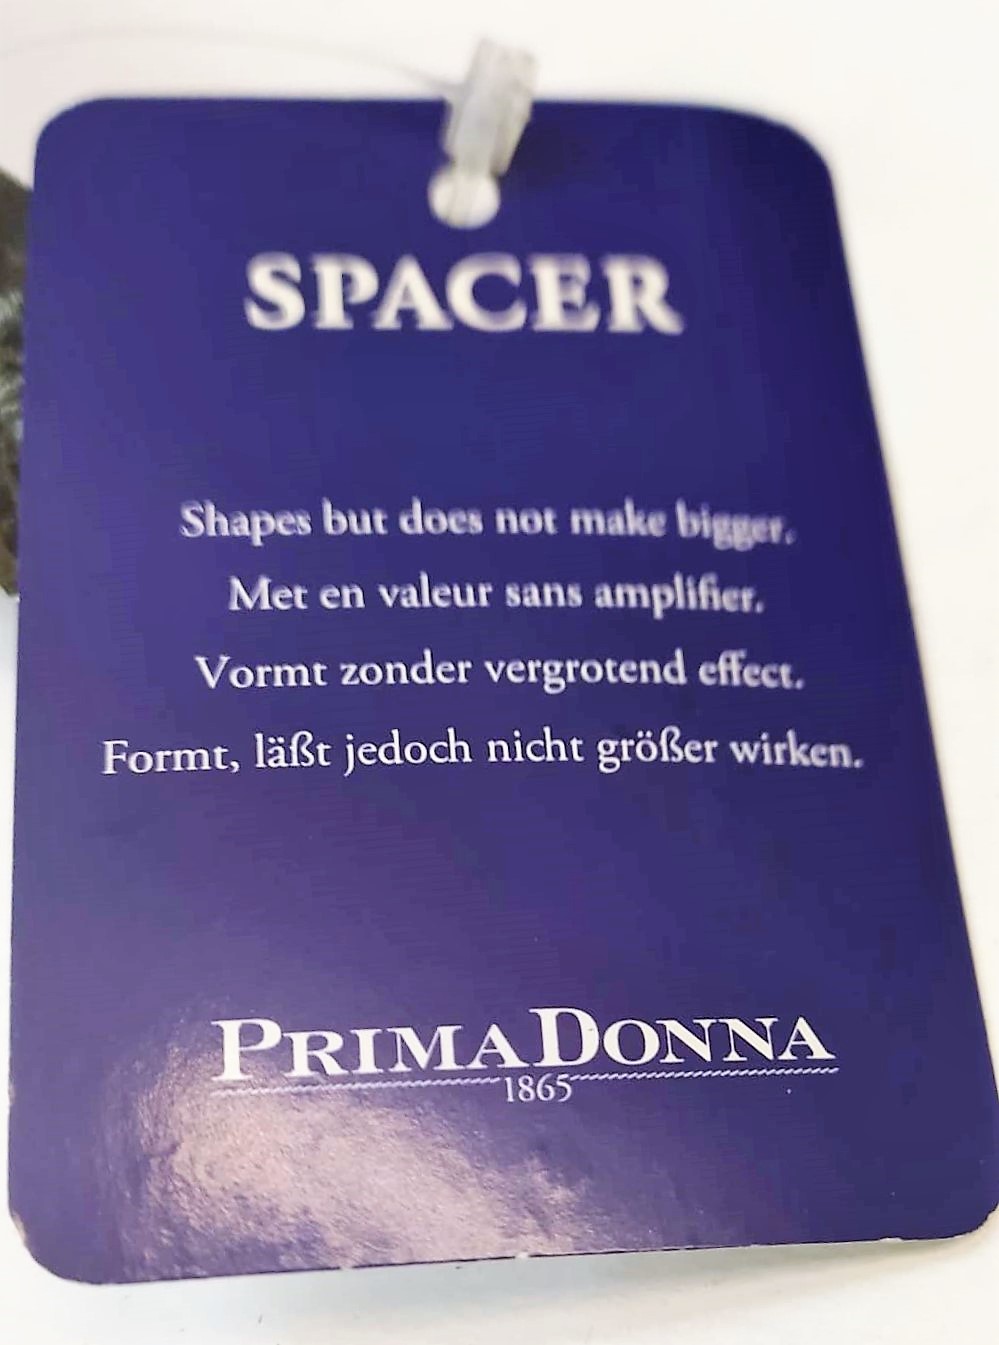 SPACER
Shapes but does not make bigger.
Met en valeur sans amplifier.
Vormt zonder vergrotend effect.
Formt, läßt jedoch nicht größer wirken.
PRIMADONNA
1865